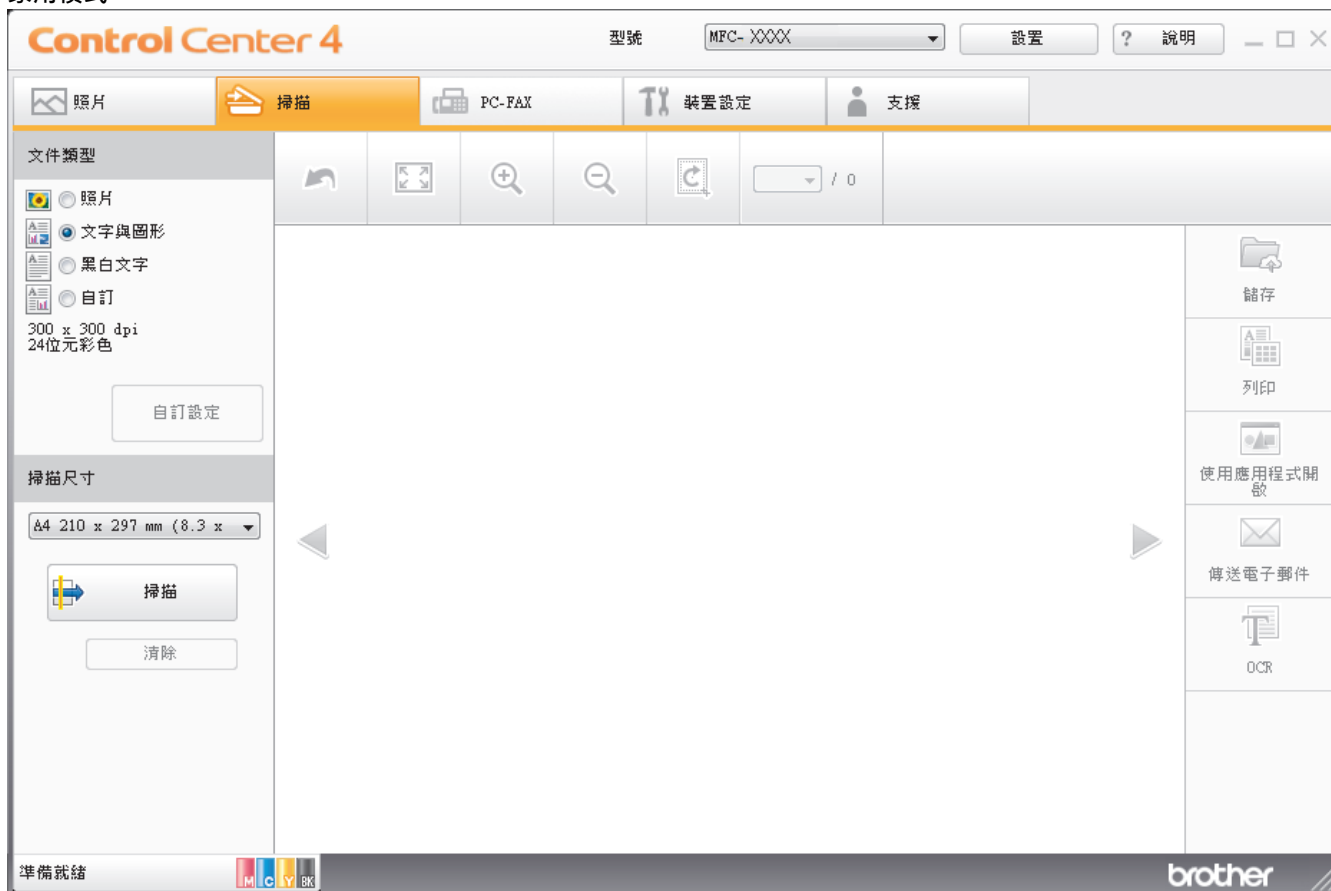 Control Center 4
型號
MFC- XXXX
設置
? 說明
照片
掃描
PC-FAX
裝置設定
支援
文件類型
/ 0
照片
文字與圖形
黑白文字
自訂
300 x 300 dpi
24位元彩色
自訂設定
掃描尺寸
A4 210 x 297 mm (8.3 x
掃描
清除
儲存
列印
使用應用程式開
啟
傳送電子郵件
OCR
準備就緒
M C Y BK
brother